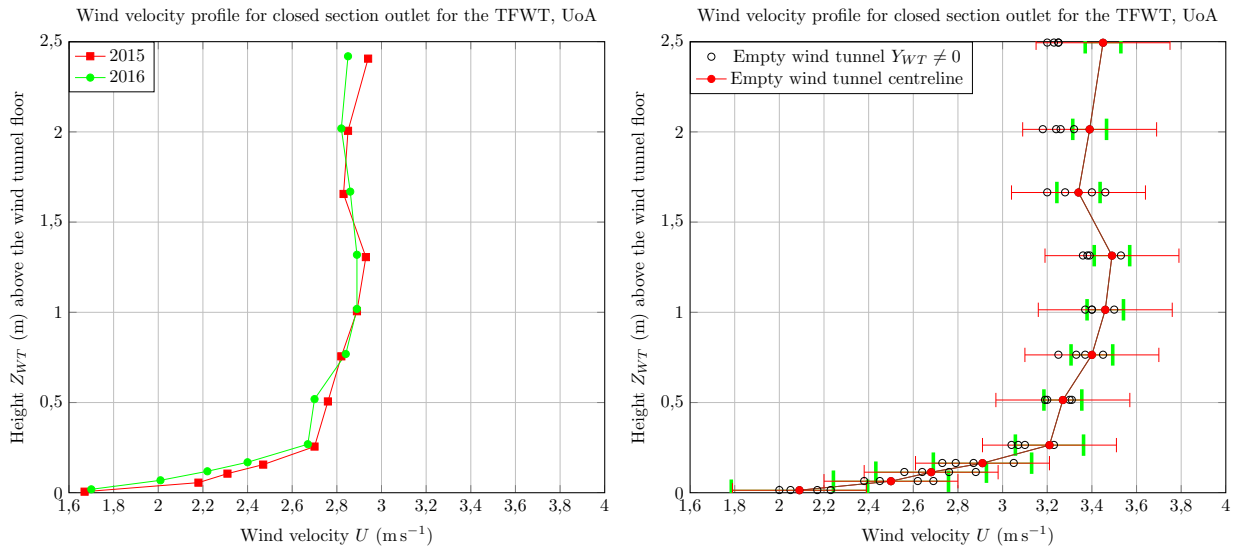 Wind velocity profile for closed section outlet for the TFWT, UoA
2015
2016
2,5
2
1,5
1
0,5
0
Height Z_WT (m) above the wind tunnel floor
1,6 1,8 2 2,2 2,4 2,6 2,8 3 3,2 3,4 3,6 3,8 4
Wind velocity U (m s⁻¹)
Wind velocity profile for closed section outlet for the TFWT, UoA
Empty wind tunnel Y_WT ≠ 0
Empty wind tunnel centreline
2,5
2
1,5
1
0,5
0
Height Z_WT (m) above the wind tunnel floor
1,6 1,8 2 2,2 2,4 2,6 2,8 3 3,2 3,4 3,6 3,8 4
Wind velocity U (m s⁻¹)